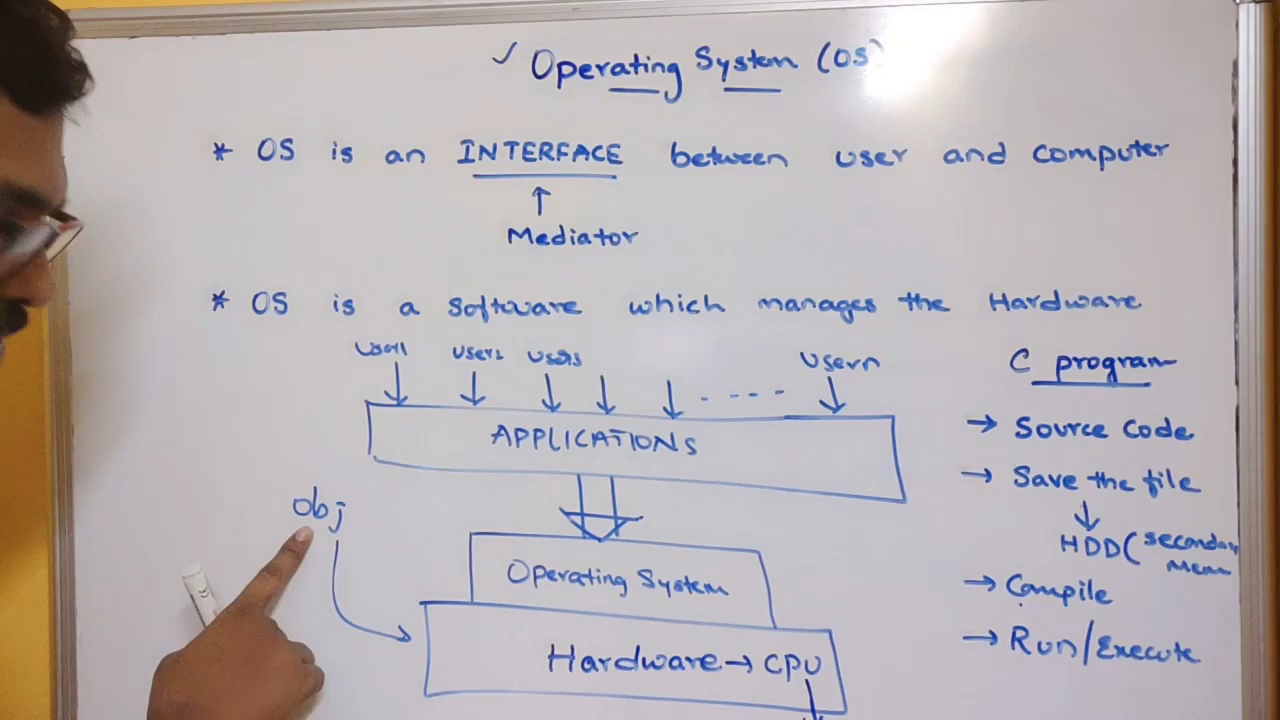 ✓ Operating System (OS)
* OS is an INTERFACE between user and computer
↑
Mediator
* OS is a software which manages the Hardware
user1 user2 user3 - - - - usern
APPLICATIONS
obj
Operating System
Hardware → CPU
C program
→ Source code
→ Save the file
↓
HDD( secondary
Mem
→ Compile
→ Run/Execute